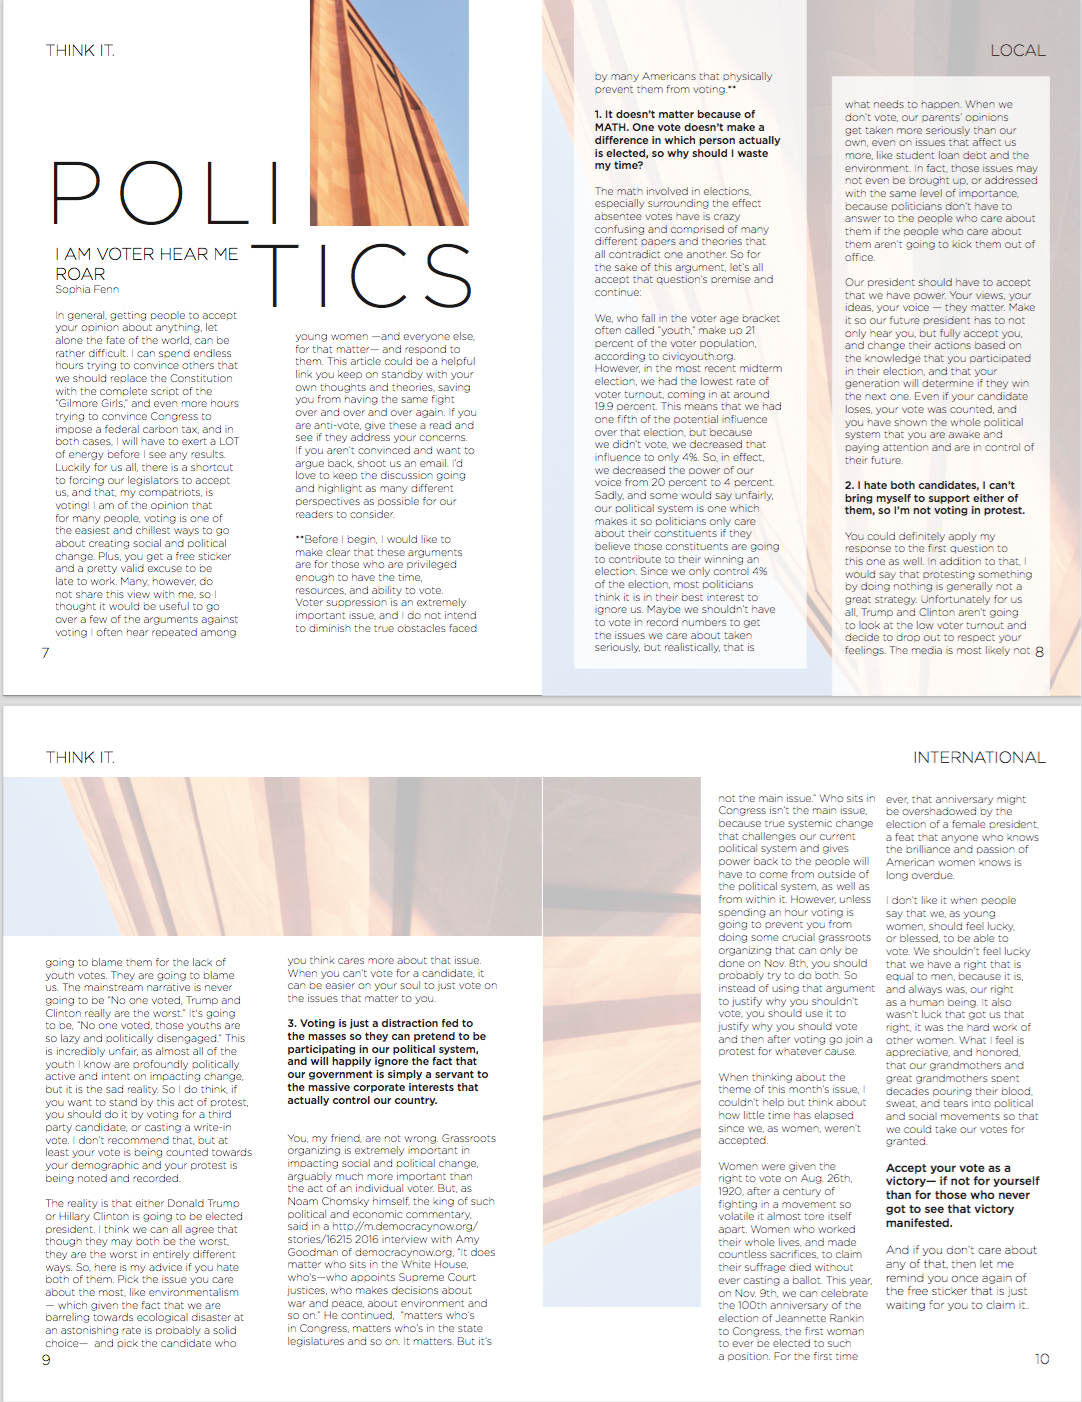 THINK IT.
POLI
TICS
I AM VOTER HEAR ME
ROAR
Sophia Fenn
In general, getting people to accept
your opinion about anything, let
alone the fate of the world, can be
rather difficult. I can spend endless
hours trying to convince others that
we should replace the Constitution
with the complete script of the
"Gilmore Girls," and even more hours
trying to convince Congress to
impose a federal carbon tax, and in
both cases, I will have to exert a LOT
of energy before I see any results.
Luckily for us all, there is a shortcut
to forcing our legislators to accept
us, and that, my compatriots, is
voting! I am of the opinion that
for many people, voting is one of
the easiest and chillest ways to go
about creating social and political
change. Plus, you get a free sticker
and a pretty valid excuse to be
late to work. Many, however, do
not share this view with me, so I
thought it would be useful to go
over a few of the arguments against
voting I often hear repeated among
young women —and everyone else,
for that matter— and respond to
them. This article could be a helpful
link you keep on standby with your
own thoughts and theories, saving
you from having the same fight
over and over and over again. If you
are anti-vote, give these a read and
see if they address your concerns.
If you aren't convinced and want to
argue back, shoot us an email. I'd
love to keep the discussion going
and highlight as many different
perspectives as possible for our
readers to consider.
**Before I begin, I would like to
make clear that these arguments
are for those who are privileged
enough to have the time,
resources, and ability to vote.
Voter suppression is an extremely
important issue, and I do not intend
to diminish the true obstacles faced
7
LOCAL
by many Americans that physically
prevent them from voting.**
1. It doesn't matter because of
MATH. One vote doesn't make a
difference in which person actually
is elected, so why should I waste
my time?
The math involved in elections,
especially surrounding the effect
absentee votes have is crazy
confusing and comprised of many
different papers and theories that
all contradict one another. So for
the sake of this argument, let's all
accept that question's premise and
continue:
We, who fall in the voter age bracket
often called "youth," make up 21
percent of the voter population,
according to civicyouth.org.
However, in the most recent midterm
election, we had the lowest rate of
voter turnout, coming in at around
19.9 percent. This means that we had
one fifth of the potential influence
over that election, but because
we didn't vote, we decreased that
influence to only 4%. So, in effect,
we decreased the power of our
voice from 20 percent to 4 percent.
Sadly, and some would say unfairly,
our political system is one which
makes it so politicians only care
about their constituents if they
believe those constituents are going
to contribute to their winning an
election. Since we only control 4%
of the election, most politicians
think it is in their best interest to
ignore us. Maybe we shouldn't have
to vote in record numbers to get
the issues we care about taken
seriously, but realistically, that is
what needs to happen. When we
don't vote, our parents' opinions
get taken more seriously than our
own, even on issues that affect us
more, like student loan debt and the
environment. In fact, those issues may
not even be brought up, or addressed
with the same level of importance,
because politicians don't have to
answer to the people who care about
them if the people who care about
them aren't going to kick them out of
office.
Our president should have to accept
that we have power. Your views, your
ideas, your voice — they matter. Make
it so our future president has to not
only hear you, but fully accept you,
and change their actions based on
the knowledge that you participated
in their election, and that your
generation will determine if they win
the next one. Even if your candidate
loses, your vote was counted, and
you have shown the whole political
system that you are awake and
paying attention and are in control of
their future.
2. I hate both candidates, I can't
bring myself to support either of
them, so I'm not voting in protest.
You could definitely apply my
response to the first question to
this one as well. In addition to that, I
would say that protesting something
by doing nothing is generally not a
great strategy. Unfortunately for us
all, Trump and Clinton aren't going
to look at the low voter turnout and
decide to drop out to respect your
feelings. The media is most likely not
8
THINK IT.
going to blame them for the lack of
youth votes. They are going to blame
us. The mainstream narrative is never
going to be "No one voted, Trump and
Clinton really are the worst." It's going
to be, "No one voted, those youths are
so lazy and politically disengaged." This
is incredibly unfair, as almost all of the
youth I know are profoundly politically
active and intent on impacting change,
but it is the sad reality. So I do think, if
you want to stand by this act of protest,
you should do it by voting for a third
party candidate, or casting a write-in
vote. I don't recommend that, but at
least your vote is being counted towards
your demographic and your protest is
being noted and recorded.
The reality is that either Donald Trump
or Hillary Clinton is going to be elected
president. I think we can all agree that
though they may both be the worst,
they are the worst in entirely different
ways. So, here is my advice if you hate
both of them. Pick the issue you care
about the most, like environmentalism
— which given the fact that we are
barreling towards ecological disaster at
an astonishing rate is probably a solid
choice— and pick the candidate who
9
you think cares more about that issue.
When you can't vote for a candidate, it
can be easier on your soul to just vote on
the issues that matter to you.
3. Voting is just a distraction fed to
the masses so they can pretend to be
participating in our political system,
and will happily ignore the fact that
our government is simply a servant to
the massive corporate interests that
actually control our country.
You, my friend, are not wrong. Grassroots
organizing is extremely important in
impacting social and political change,
arguably much more important than
the act of an individual voter. But, as
Noam Chomsky himself, the king of such
political and economic commentary,
said in a http://m.democracynow.org/
stories/16215 2016 interview with Amy
Goodman of democracynow.org, "It does
matter who sits in the White House,
who's—who appoints Supreme Court
justices, who makes decisions about
war and peace, about environment and
so on." He continued, "matters who's
in Congress, matters who's in the state
legislatures and so on. It matters. But it's
INTERNATIONAL
not the main issue." Who sits in
Congress isn't the main issue,
because true systemic change
that challenges our current
political system and gives
power back to the people will
have to come from outside of
the political system, as well as
from within it. However, unless
spending an hour voting is
going to prevent you from
doing some crucial grassroots
organizing that can only be
done on Nov. 8th, you should
probably try to do both. So
instead of using that argument
to justify why you shouldn't
vote, you should use it to
justify why you should vote
and then after voting go join a
protest for whatever cause.
When thinking about the
theme of this month's issue, I
couldn't help but think about
how little time has elapsed
since we, as women, weren't
accepted.
Women were given the
right to vote on Aug. 26th,
1920, after a century of
fighting in a movement so
volatile it almost tore itself
apart. Women who worked
their whole lives, and made
countless sacrifices, to claim
their suffrage died without
ever casting a ballot. This year,
on Nov. 9th, we can celebrate
the 100th anniversary of the
election of Jeannette Rankin
to Congress, the first woman
to ever be elected to such
a position. For the first time
ever, that anniversary might
be overshadowed by the
election of a female president,
a feat that anyone who knows
the brilliance and passion of
American women knows is
long overdue.
I don't like it when people
say that we, as young
women, should feel lucky,
or blessed, to be able to
vote. We shouldn't feel lucky
that we have a right that is
equal to men, because it is,
and always was, our right
as a human being. It also
wasn't luck that got us that
right, it was the hard work of
other women. What I feel is
appreciative, and honored,
that our grandmothers and
great grandmothers spent
decades pouring their blood,
sweat, and tears into political
and social movements so that
we could take our votes for
granted.
Accept your vote as a
victory— if not for yourself
than for those who never
got to see that victory
manifested.
And if you don't care about
any of that, then let me
remind you once again of
the free sticker that is just
waiting for you to claim it..
10